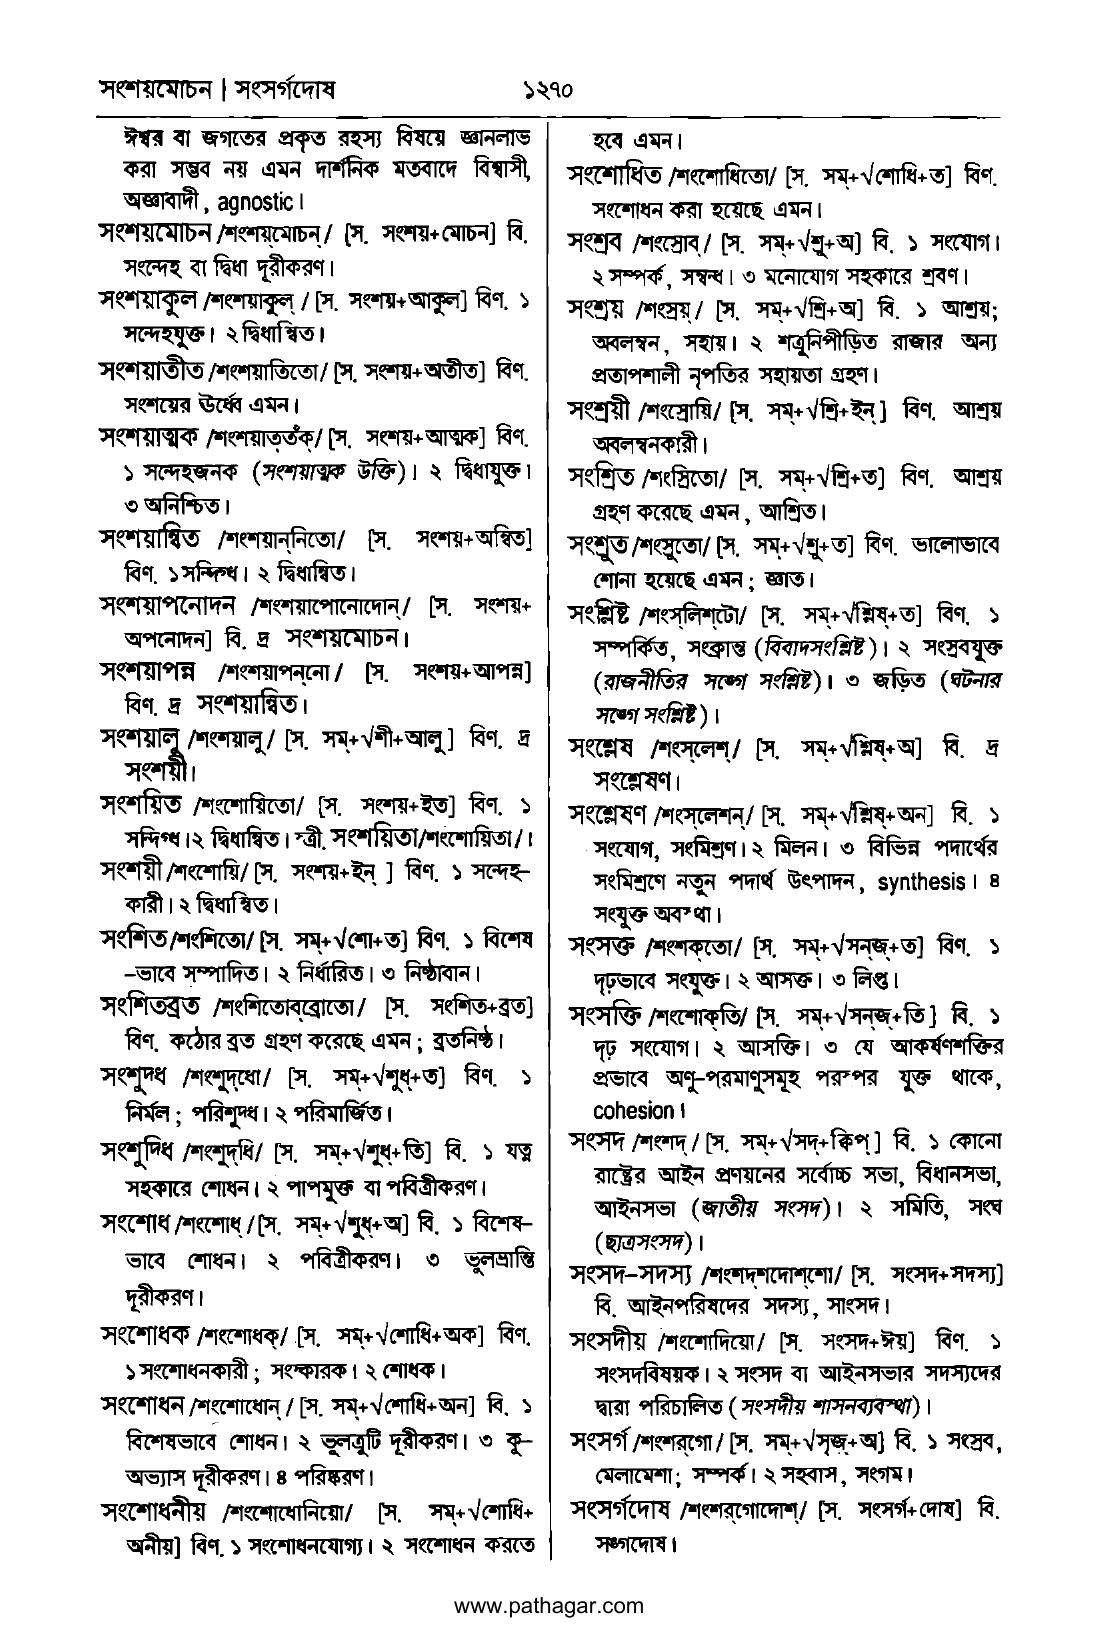 সংশয়মোচন | সংসর্গদোষ
১২৭০
ঈশ্বর বা জগতের প্রকৃত রহস্য বিষয়ে জ্ঞানলাভ
করা সম্ভব নয় এমন দার্শনিক মতবাদে বিশ্বাসী,
অজ্ঞাবাদী, agnostic।
সংশয়মোচন /শংশয়্‌মোচন্‌/ [স. সংশয়+মোচন] বি.
সংদেহ বা দ্বিধা দূরীকরণ।
সংশয়াকুল /শংশয়াকুল্‌ / [স. সংশয়+আকুল] বিণ. ১
সন্দেহযুক্ত। ২ দ্বিধান্বিত।
সংশয়াতীত /শংশয়াতিতো/ [স. সংশয়+অতীত] বিণ.
সংশয়ের ঊর্ধ্বে এমন।
সংশয়াত্মক /শংশয়াত্‌তঁক্‌/ [স. সংশয়+আত্মক] বিণ.
১ সন্দেহজনক (সংশয়াত্মক উক্তি)। ২ দ্বিধাযুক্ত।
৩ অনিশ্চিত।
সংশয়ান্বিত /শংশয়ান্‌নিতো/ [স. সংশয়+অন্বিত]
বিণ. ১ সন্দিগ্ধ। ২ দ্বিধান্বিত।
সংশয়াপনোদন /শংশয়াপোনোদোন্‌/ [স. সংশয়+
অপনোদন] বি. দ্র সংশয়মোচন।
সংশয়াপন্ন /শংশয়াপন্‌নো/ [স. সংশয়+আপন্ন]
বিণ. দ্র সংশয়ান্বিত।
সংশয়ালু /শংশয়ালু/ [স. সম্‌+√শী+আলু] বিণ. দ্র
সংশয়ী।
সংশয়িত /শংশোয়িতো/ [স. সংশয়+ইত] বিণ. ১
সন্দিগ্ধ। ২ দ্বিধান্বিত। স্ত্রী. সংশয়িতা/শংশোয়িতা/।
সংশয়ী /শংশোয়ি/ [স. সংশয়+ইন্‌ ] বিণ. ১ সন্দেহ-
কারী। ২ দ্বিধান্বিত।
সংশিত /শংশিতো/ [স. সম্‌+√শো+ত] বিণ. ১ বিশেষ
-ভাবে সম্পাদিত। ২ নির্ধারিত। ৩ নিষ্ঠাবান।
সংশিতব্রত /শংশিতোব্‌ব্রোতো/ [স. সংশিত+ব্রত]
বিণ. কঠোর ব্রত গ্রহণ করেছে এমন; ব্রতনিষ্ঠ।
সংশুদ্ধ /শংশুদ্‌ধো/ [স. সম্‌+√শুধ্‌+ত] বিণ. ১
নির্মল; পরিশুদ্ধ। ২ পরিমার্জিত।
সংশুদ্ধি /শংশুদ্‌ধি/ [স. সম্‌+√শুধ্‌+তি] বি. ১ যত্ন
সহকারে শোধন। ২ পাপমুক্ত বা পবিত্রীকরণ।
সংশোধ /শংশোধ্‌ / [স. সম্‌+√শুধ্‌+অ] বি. ১ বিশেষ-
ভাবে শোধন। ২ পবিত্রীকরণ। ৩ ভুলভ্রান্তি
দূরীকরণ।
সংশোধক /শংশোধক্‌/ [স. সম্‌+√শোধি+অক] বিণ.
১ সংশোধনকারী; সংস্কারক। ২ শোধক।
সংশোধন /শংশোধোন্‌ / [স. সম্‌+√শোধি+অন] বি. ১
বিশেষভাবে শোধন। ২ ভুলত্রুটি দূরীকরণ। ৩ কু-
অভ্যাস দূরীকরণ। ৪ পরিষ্করণ।
সংশোধনীয় /শংশোধোনিয়ো/ [স. সম্‌+√শোধি+
অনীয়] বিণ. ১ সংশোধনযোগ্য। ২ সংশোধন করতে
হবে এমন।
সংশোধিত /শংশোধিতো/ [স. সম্‌+√শোধি+ত] বিণ.
সংশোধন করা হয়েছে এমন।
সংশ্রব /শংস্রোব্‌/ [স. সম্‌+√শ্রূ+অ] বি. ১ সংযোগ।
২ সম্পর্ক, সম্বন্ধ। ৩ মনোযোগ সহকারে শ্রবণ।
সংশ্রয় /শংস্রয়্‌/ [স. সম্‌+√শ্রি+অ] বি. ১ আশ্রয়;
অবলম্বন, সহায়। ২ শত্রুনিপীড়িত রাজার অন্য
প্রতাপশালী নৃপতির সহায়তা গ্রহণ।
সংশ্রয়ী /শংস্রোয়ি/ [স. সম্‌+√শ্রি+ইন্‌ ] বিণ. আশ্রয়
অবলম্বনকারী।
সংশ্রিত /শংস্রিতো/ [স. সম্‌+√শ্রি+ত] বিণ. আশ্রয়
গ্রহণ করেছে এমন, আশ্রিত।
সংশ্রুত /শংস্রুতো/ [স. সম্‌+√শ্রূ+ত] বিণ. ভালোভাবে
শোনা হয়েছে এমন; জ্ঞাত।
সংশ্লিষ্ট /শংস্‌লিশ্‌টো/ [স. সম্‌+√শ্লিষ্‌+ত] বিণ. ১
সম্পর্কিত, সংক্রান্ত (বিবাদসংশ্লিষ্ট)। ২ সংস্রবযুক্ত
(রাজনীতির সঙ্গে সংশ্লিষ্ট)। ৩ জড়িত (ঘটনার
সঙ্গে সংশ্লিষ্ট)।
সংশ্লেষ /শংস্‌লেশ্‌/ [স. সম্‌+√শ্লিষ্‌+অ] বি. দ্র
সংশ্লেষণ।
সংশ্লেষণ /শংস্‌লেশন্‌/ [স. সম্‌+√শ্লিষ্‌+অন] বি. ১
সংযোগ, সংমিশ্রণ। ২ মিলন। ৩ বিভিন্ন পদার্থের
সংমিশ্রণে নতুন পদার্থ উৎপাদন, synthesis। ৪
সংযুক্ত অবস্থা।
সংসক্ত /শংশক্‌তো/ [স. সম্‌+√সন্‌জ্‌+ত] বিণ. ১
দৃঢ়ভাবে সংযুক্ত। ২ আসক্ত। ৩ লিপ্ত।
সংসক্তি /শংশোক্‌তি/ [স. সম্‌+√সন্‌জ্‌+তি ] বি. ১
দৃঢ় সংযোগ। ২ আসক্তি। ৩ যে আকর্ষণশক্তির
প্রভাবে অণু-পরমাণুসমূহ পরস্পর যুক্ত থাকে,
cohesion।
সংসদ /শংশদ্‌ / [স. সম্‌+√সদ্‌+ক্বিপ্‌ ] বি. ১ কোনো
রাষ্ট্রের আইন প্রণয়নের সর্বোচ্চ সভা, বিধানসভা,
আইনসভা (জাতীয় সংসদ)। ২ সমিতি, সংঘ
(ছাত্রসংসদ)।
সংসদ-সদস্য /শংশদ্‌শদোশ্‌শো/ [স. সংসদ+সদস্য]
বি. আইনপরিষদের সদস্য, সাংসদ।
সংসদীয় /শংশোদিয়ো/ [স. সংসদ+ঈয়] বিণ. ১
সংসদবিষয়ক। ২ সংসদ বা আইনসভার সদস্যদের
দ্বারা পরিচালিত (সংসদীয় শাসনব্যবস্থা)।
সংসর্গ /শংশর্‌গো/ [স. সম্‌+√সৃজ্‌+অ] বি. ১ সংস্রব,
মেলামেশা; সম্পর্ক। ২ সহবাস, সংগম।
সংসর্গদোষ /শংশর্‌গোদোশ্‌/ [স. সংসর্গ+দোষ] বি.
সঙ্গদোষ।
www.pathagar.com